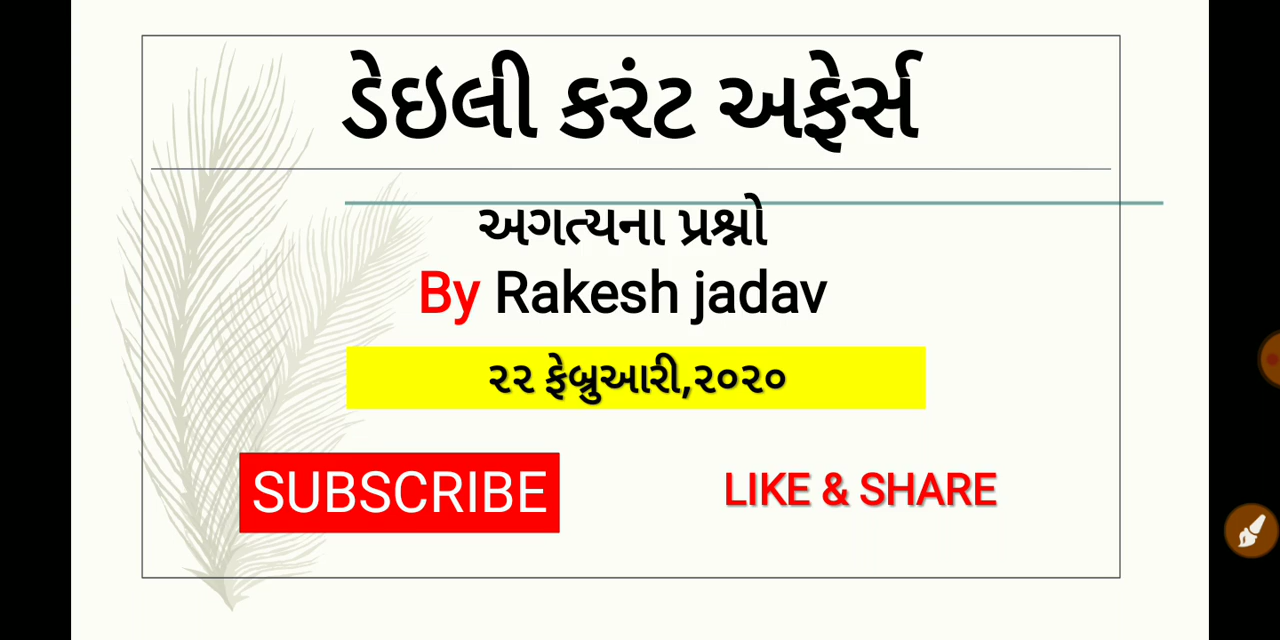 ડેઇલી કરંટ અફેર્સ
અગત્યના પ્રશ્નો
By Rakesh jadav
૨૨ ફેબ્રુઆરી,૨૦૨૦
SUBSCRIBE
LIKE & SHARE